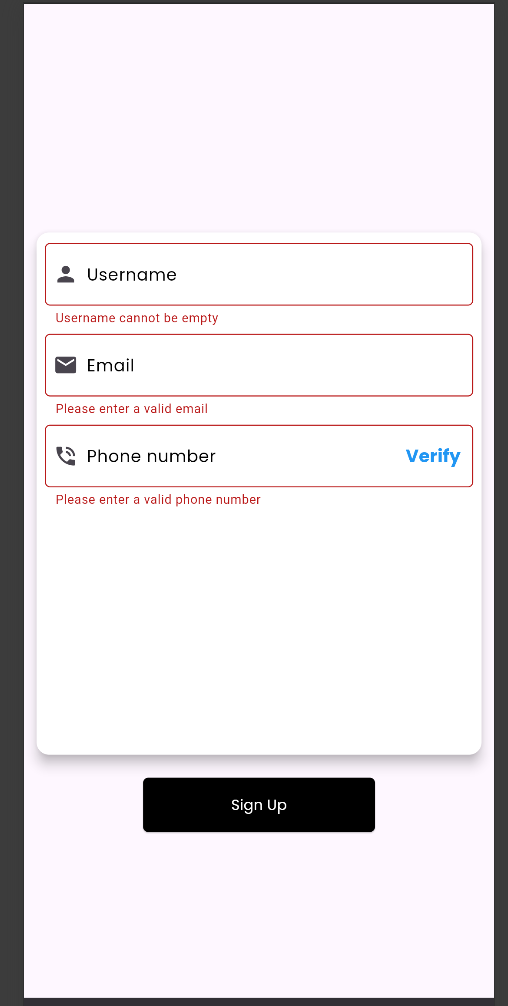 Username
Username cannot be empty
Email
Please enter a valid email
Phone number Verify
Please enter a valid phone number
Sign Up